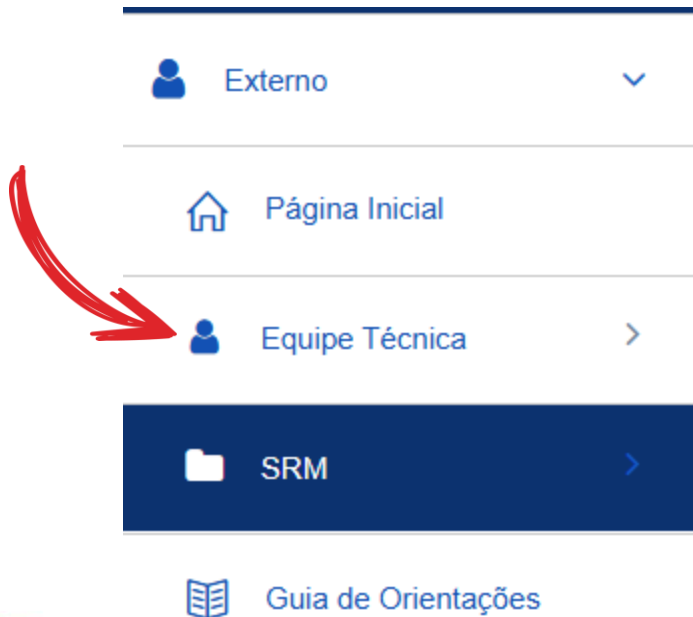 Externo
Página Inicial
Equipe Técnica
SRM
Guia de Orientações